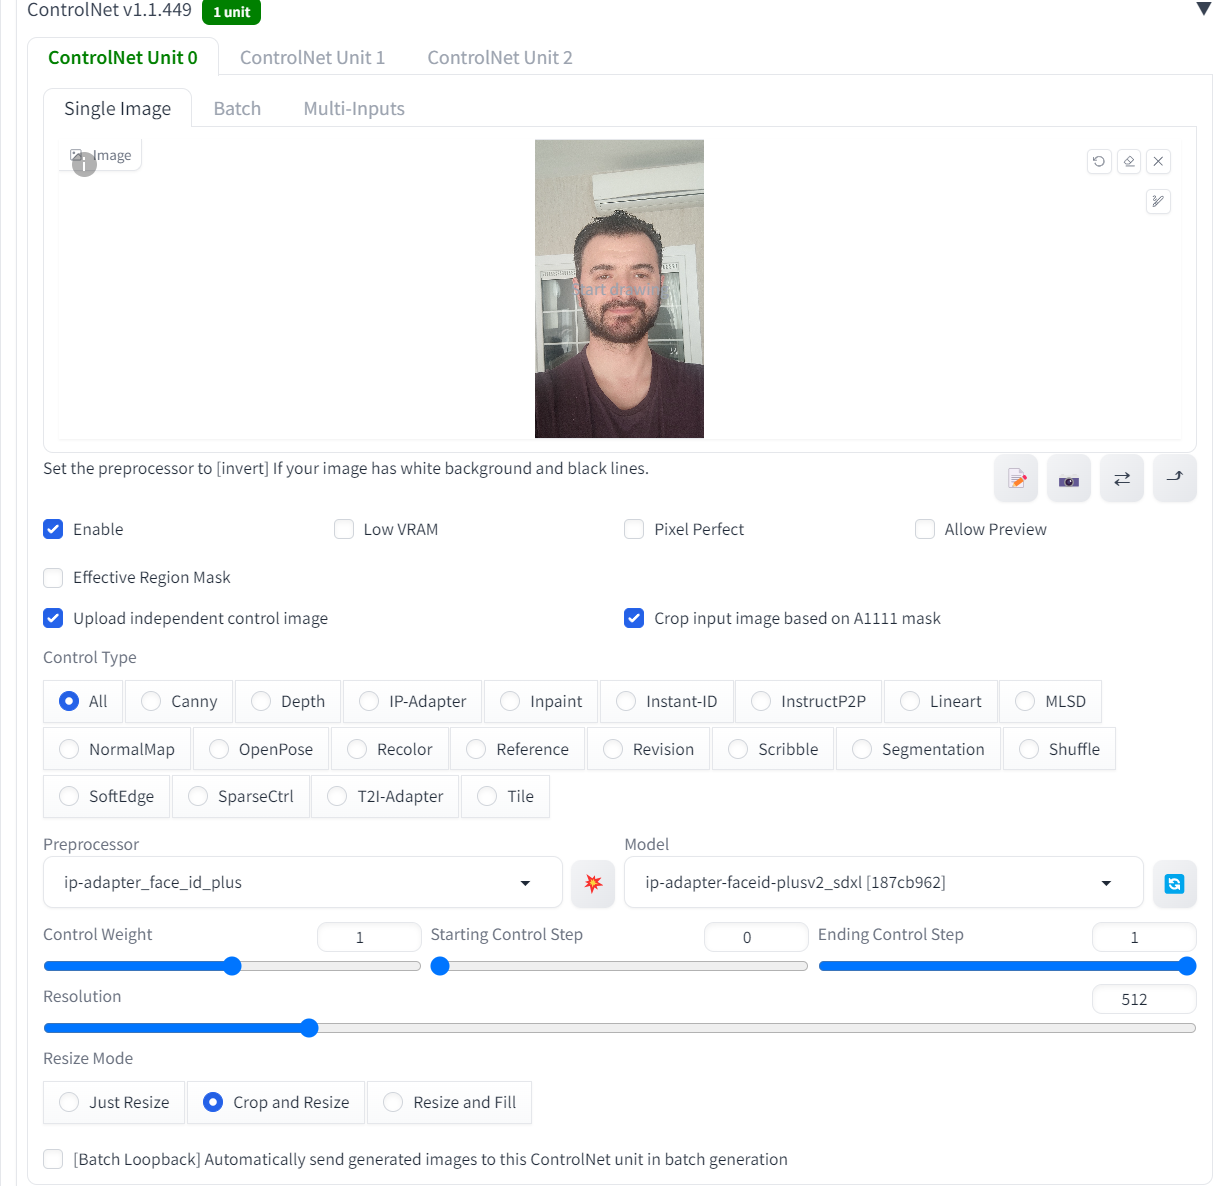 ControlNet v1.1.449 1 unit
ControlNet Unit 0 ControlNet Unit 1 ControlNet Unit 2
Single Image Batch Multi-Inputs
Image
Start drawing
Set the preprocessor to [invert] If your image has white background and black lines.
Enable Low VRAM Pixel Perfect Allow Preview
Effective Region Mask
Upload independent control image Crop input image based on A1111 mask
Control Type
All Canny Depth IP-Adapter Inpaint Instant-ID InstructP2P Lineart MLSD
NormalMap OpenPose Recolor Reference Revision Scribble Segmentation Shuffle
SoftEdge SparseCtrl T2I-Adapter Tile
Preprocessor Model
ip-adapter_face_id_plus ip-adapter-faceid-plusv2_sdxl [187cb962]
Control Weight 1 Starting Control Step 0 Ending Control Step 1
Resolution 512
Resize Mode
Just Resize Crop and Resize Resize and Fill
[Batch Loopback] Automatically send generated images to this ControlNet unit in batch generation